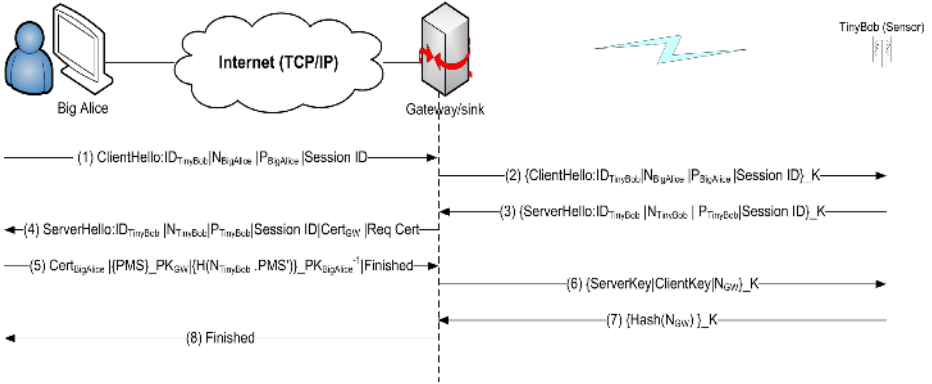 TinyBob (Sensor)
Internet (TCP/IP)
Big Alice
Gateway/sink
(1) ClientHello:ID_TinyBob|N_BigAlice |P_BigAlice |Session ID
(2) {ClientHello:ID_TinyBob|N_BigAlice |P_BigAlice |Session ID}_K
(3) {ServerHello:ID_TinyBob |N_TinyBob | P_TinyBob|Session ID}_K
(4) ServerHello:ID_TinyBob |N_TinyBob|P_TinyBob|Session ID|Cert_GW |Req Cert
(5) Cert_BigAlice |{PMS}_PK_GW|{H(N_TinyBob .PMS')}_PK_BigAlice^-1|Finished
(6) {ServerKey|ClientKey|N_GW}_K
(7) {Hash(N_GW) }_K
(8) Finished